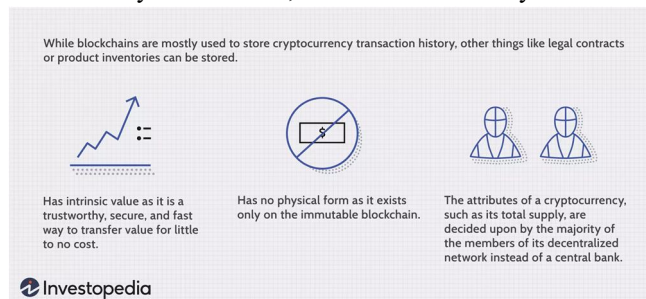 While blockchains are mostly used to store cryptocurrency transaction history, other things like legal contracts
or product inventories can be stored.
$
Has intrinsic value as it is a
trustworthy, secure, and fast
way to transfer value for little
to no cost.
Has no physical form as it exists
only on the immutable blockchain.
The attributes of a cryptocurrency,
such as its total supply, are
decided upon by the majority of
the members of its decentralized
network instead of a central bank.
Investopedia